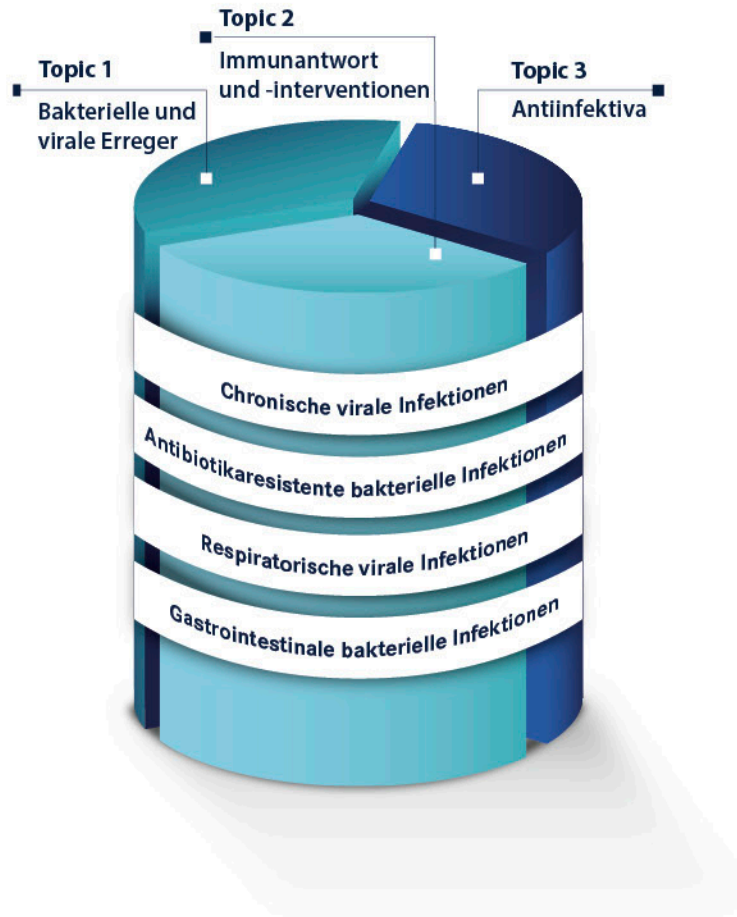 Topic 1
Bakterielle und
virale Erreger
Topic 2
Immunantwort
und -interventionen
Topic 3
Antiinfektiva
Chronische virale Infektionen
Antibiotikaresistente bakterielle Infektionen
Respiratorische virale Infektionen
Gastrointestinale bakterielle Infektionen